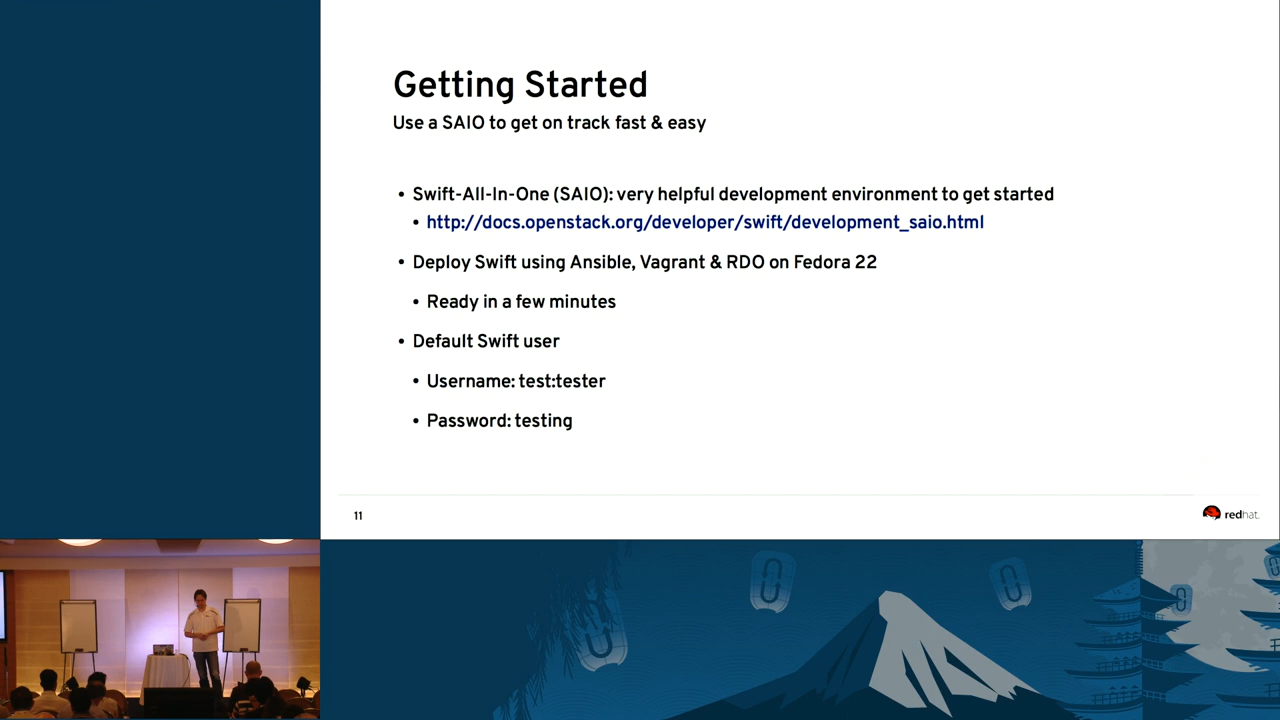 Getting Started
Use a SAIO to get on track fast & easy
• Swift-All-In-One (SAIO): very helpful development environment to get started
• http://docs.openstack.org/developer/swift/development_saio.html
• Deploy Swift using Ansible, Vagrant & RDO on Fedora 22
• Ready in a few minutes
• Default Swift user
• Username: test:tester
• Password: testing
11
redhat.